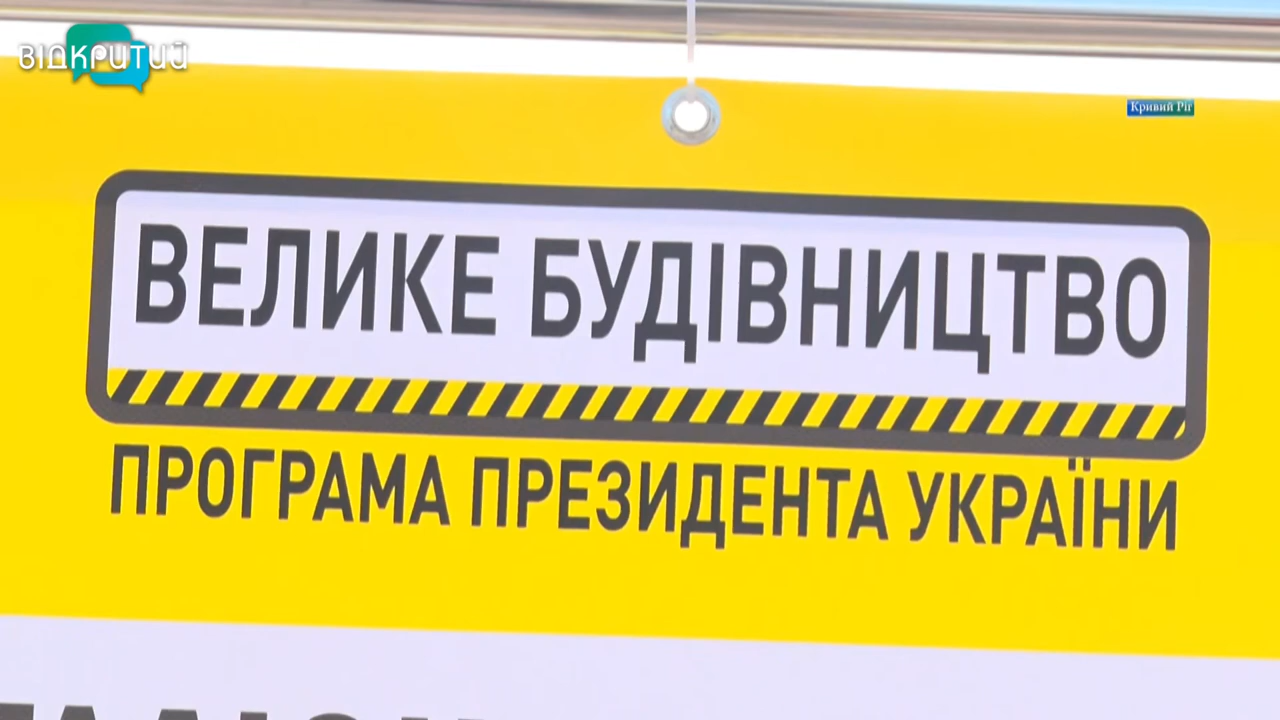 ВІДКРИТИЙ
Кривий Ріг
ВЕЛИКЕ БУДІВНИЦТВО
ПРОГРАМА ПРЕЗИДЕНТА УКРАЇНИ